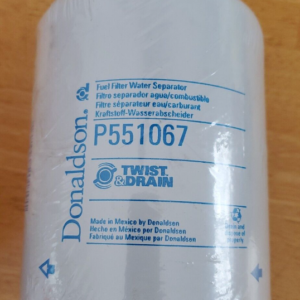 Donaldson.
Fuel Filter Water Separator
Filtro separador agua/combustible
Filtre séparateur eau/carburant
Kraftstoff-Wasserabscheider
P551067
TWIST
&DRAIN
Made in Mexico by Donaldson
Hecho en México por Donaldson
Fabriqué au Mexique par Donaldson